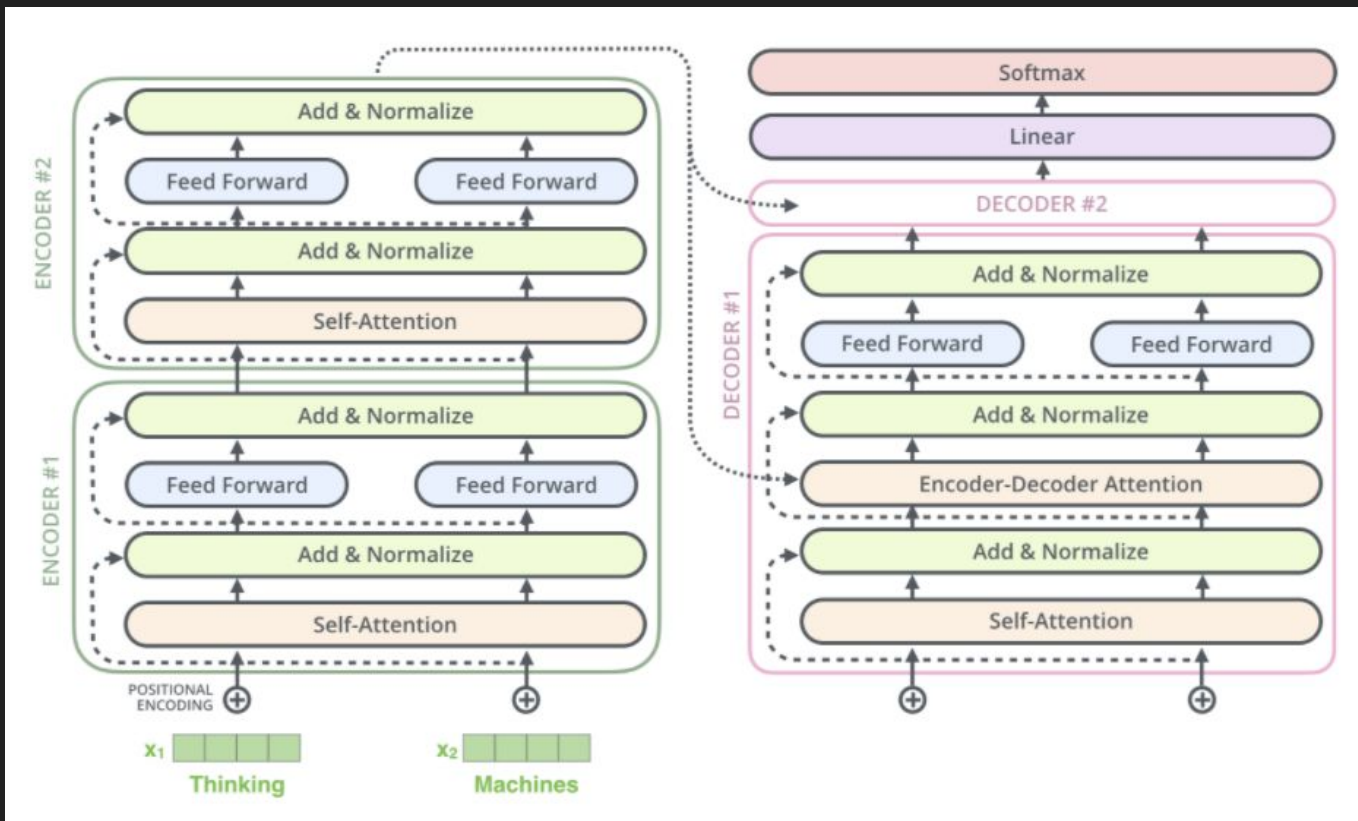 ENCODER #2
Add & Normalize
Feed Forward
Feed Forward
Add & Normalize
Self-Attention
ENCODER #1
Add & Normalize
Feed Forward
Feed Forward
Add & Normalize
Self-Attention
POSITIONAL
ENCODING
x₁
x₂
Thinking
Machines
Softmax
Linear
DECODER #2
DECODER #1
Add & Normalize
Feed Forward
Feed Forward
Add & Normalize
Encoder-Decoder Attention
Add & Normalize
Self-Attention